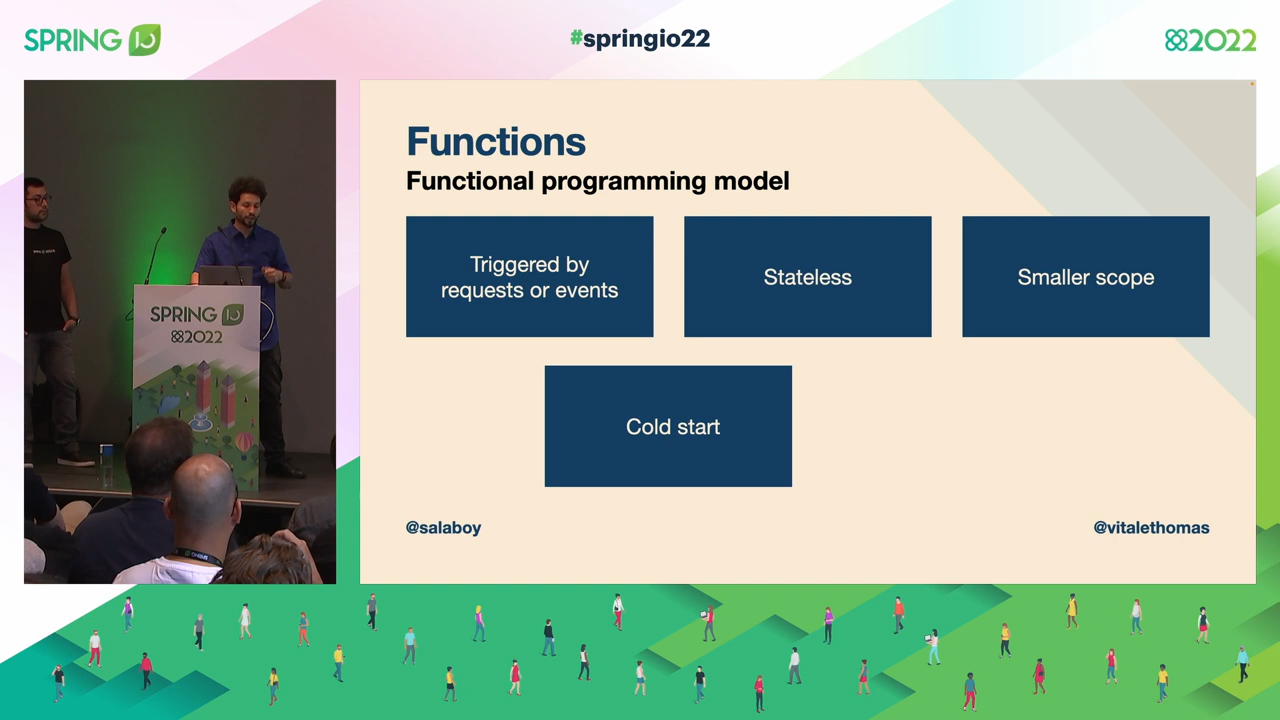 SPRING IO
#springio22
2022
SPRING IO
2022
Functions
Functional programming model
Triggered by
requests or events
Stateless
Smaller scope
Cold start
@salaboy
@vitalethomas